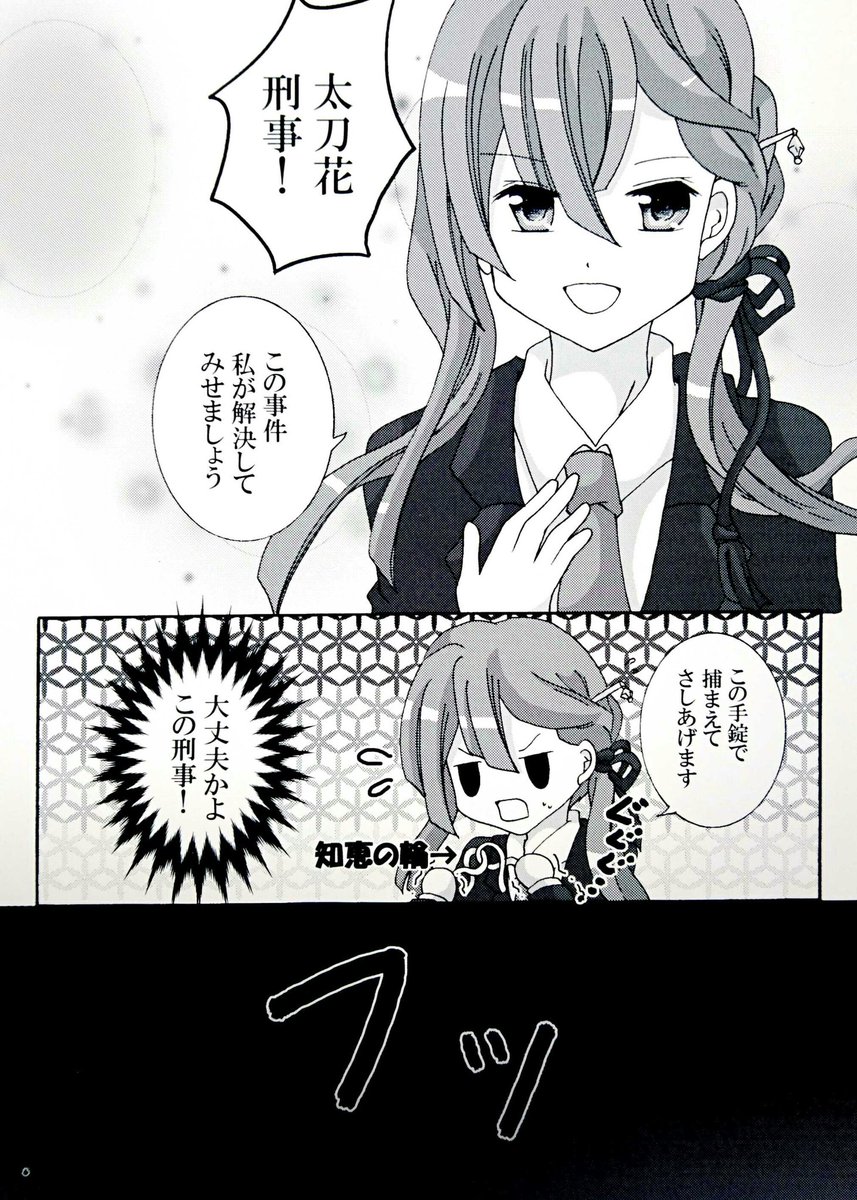 太刀花
刑事!
この事件
私が解決して
みせましょう
この手錠で
捕まえて
さしあげます
ぐぐぐ
知恵の輪→
大丈夫かよ
この刑事!
フッ